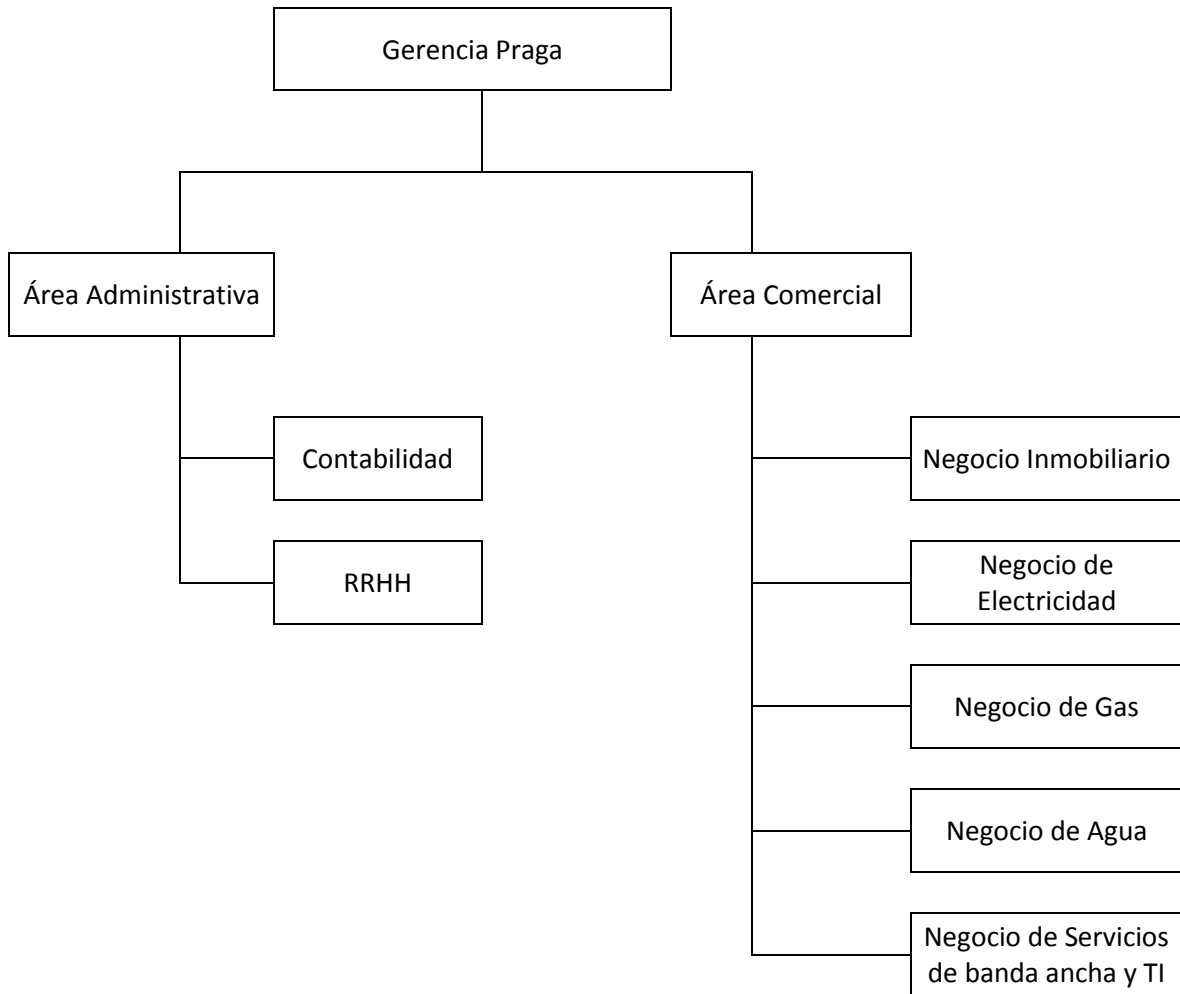 Gerencia Praga
Área Administrativa
Área Comercial
Contabilidad
RRHH
Negocio Inmobiliario
Negocio de
Electricidad
Negocio de Gas
Negocio de Agua
Negocio de Servicios
de banda ancha y TI